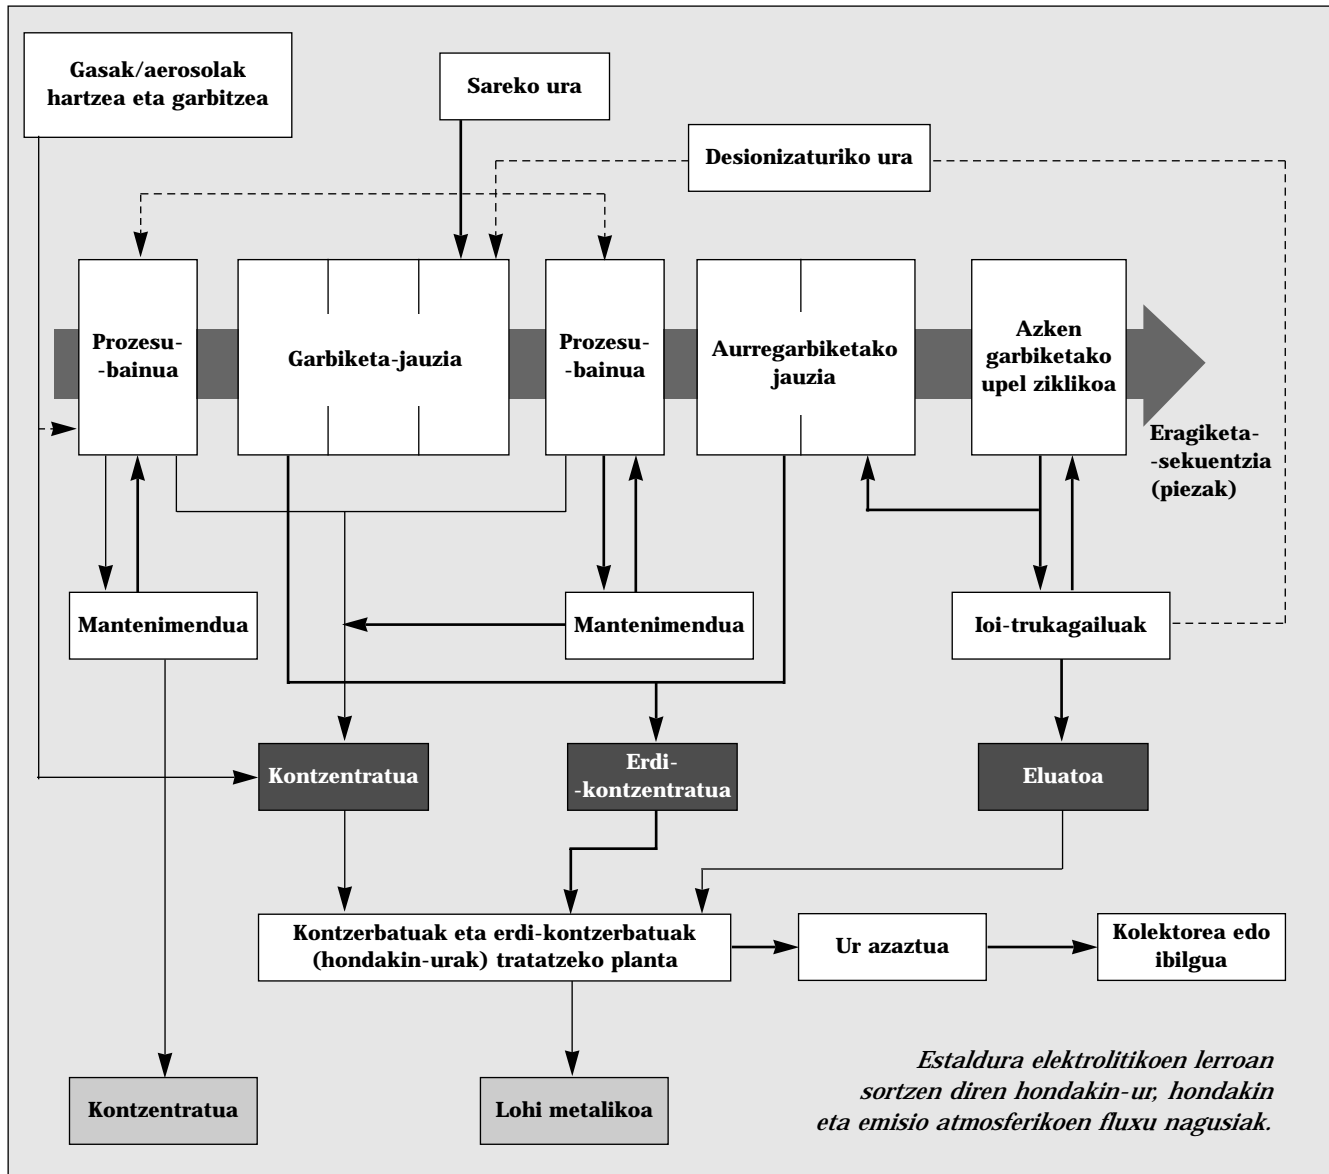 Gasak/aerosolak
hartzea eta garbitzea
Sareko ura
Desionizaturiko ura
Prozesu-
-bainua
Garbiketa-jauzia
Prozesu-
-bainua
Aurregarbiketako
jauzia
Azken
garbiketako
upel ziklikoa
Eragiketa-
-sekuentzia
(piezak)
Mantenimendua
Mantenimendua
Ioi-trukagailuak
Kontzentratua
Erdi-
-kontzentratua
Eluatoa
Kontzerbatuak eta erdi-kontzerbatuak
(hondakin-urak) tratatzeko planta
Ur azaztua
Kolektorea edo
ibilgua
Kontzentratua
Lohi metalikoa
Estaldura elektrolitikoen lerroan
sortzen diren hondakin-ur, hondakin
eta emisio atmosferikoen fluxu nagusiak.